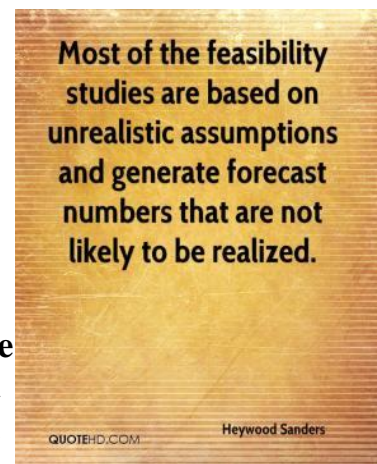 Most of the feasibility
studies are based on
unrealistic assumptions
and generate forecast
numbers that are not
likely to be realized.
e
Heywood Sanders
QUOTEHD.COM